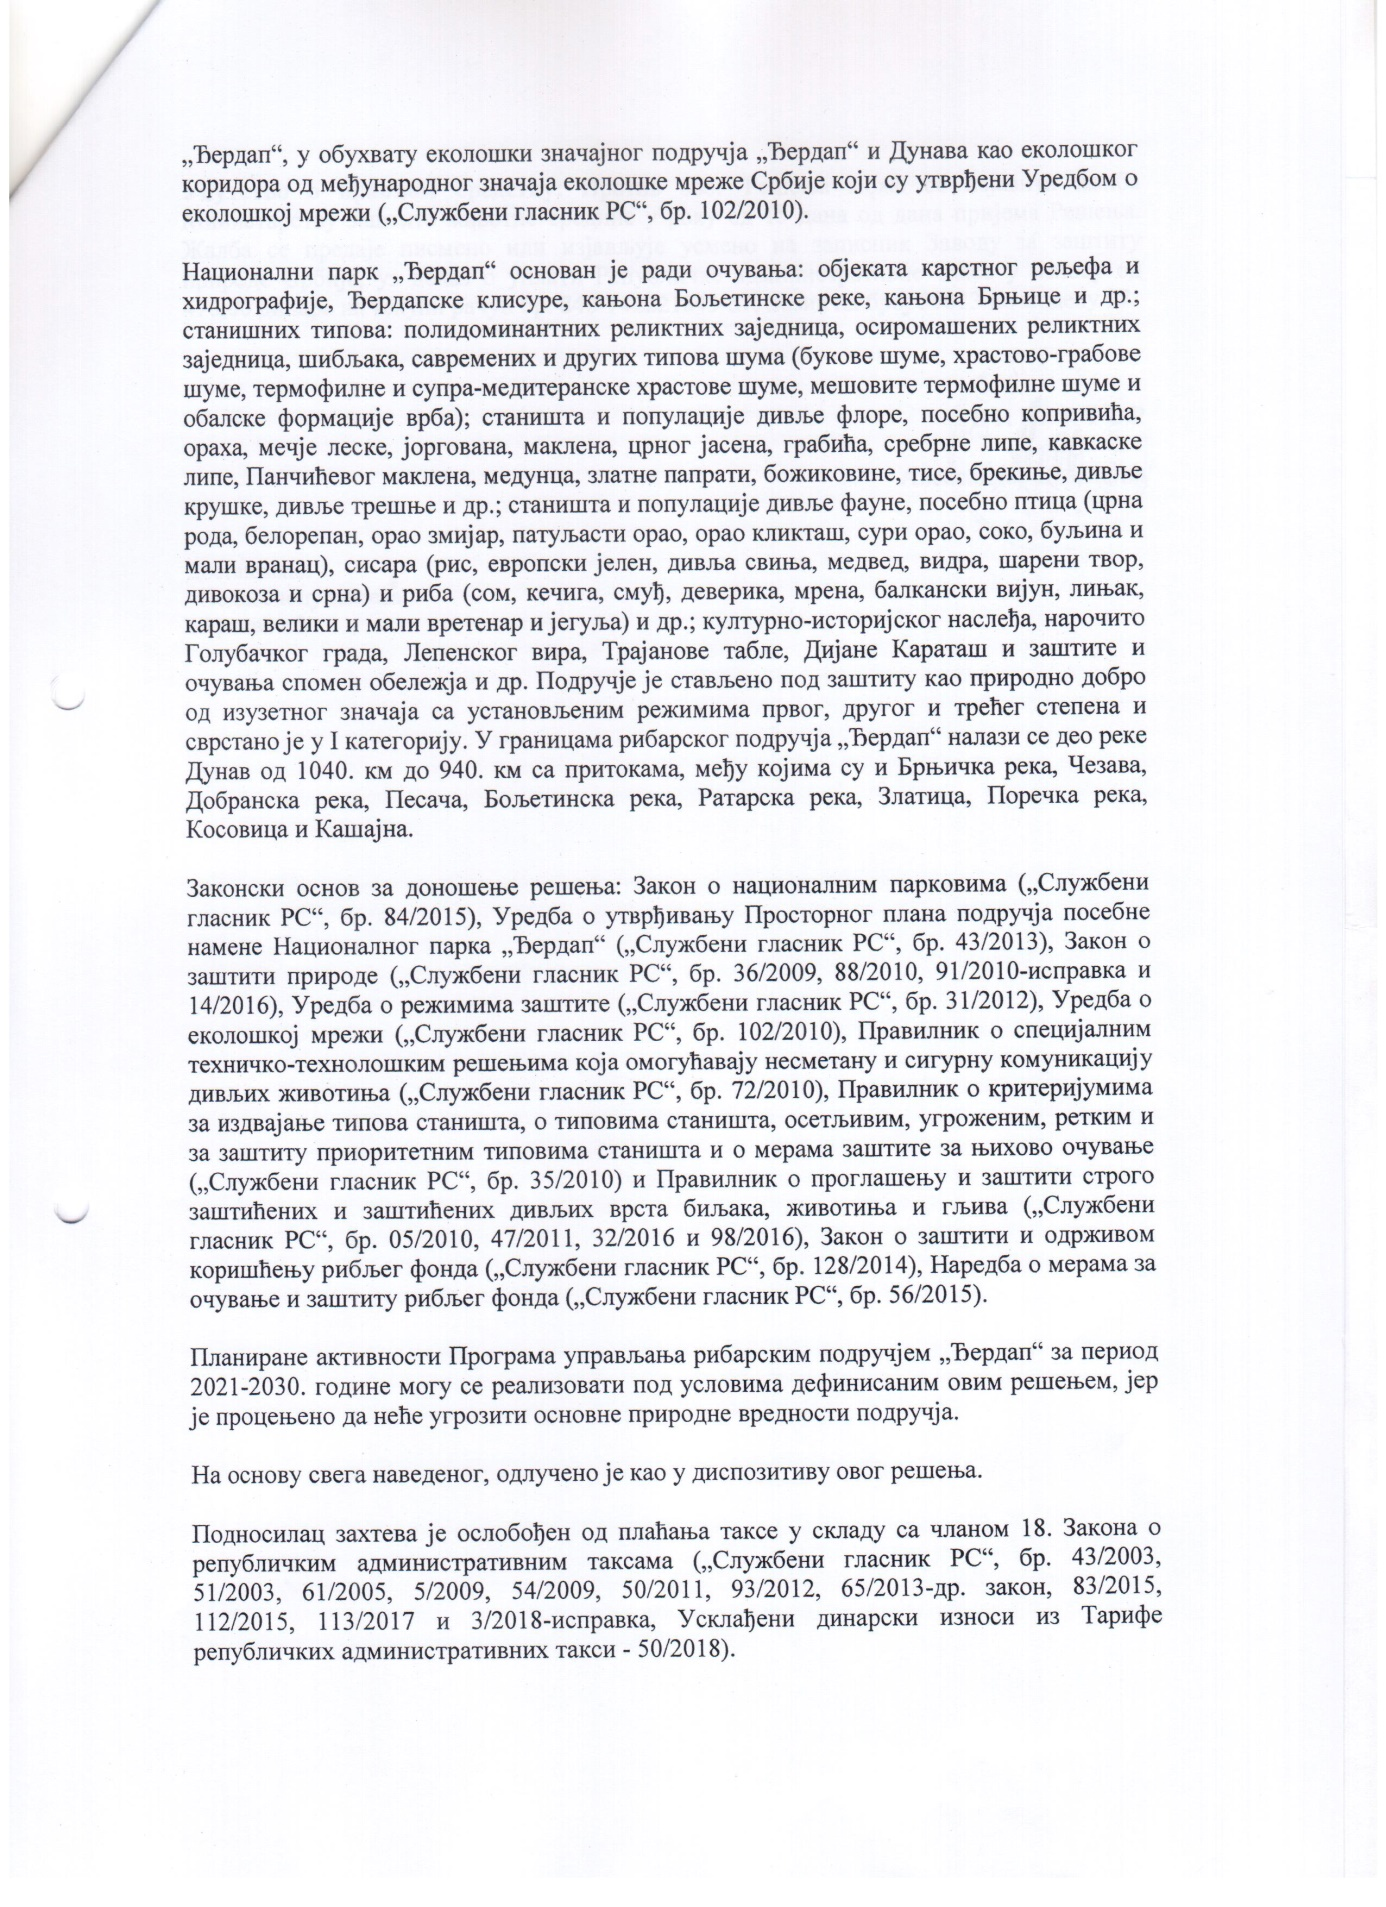 „Ђердап“, у обухвату еколошки значајног подручја „Ђердап“ и Дунава као еколошког
коридора од међународног значаја еколошке мреже Србије који су утврђени Уредбом о
еколошкој мрежи („Службени гласник РС“, бр. 102/2010).
Национални парк „Ђердап“ основан је ради очувања: објеката карстног рељефа и
хидрографије, Ђердапске клисуре, кањона Бољетинске реке, кањона Брњице и др.;
станишних типова: полидоминантних реликтних заједница, осиромашених реликтних
заједница, шибљака, савремених и других типова шума (букове шуме, храстово-грабове
шуме, термофилне и супра-медитеранске храстове шуме, мешовите термофилне шуме и
обалске формације врба); станишта и популације дивље флоре, посебно копривића,
ораха, мечје леске, јоргована, маклена, црног јасена, грабића, сребрне липе, кавкаске
липе, Панчићевог маклена, медунца, златне папрати, божиковине, тисе, брекиње, дивље
крушке, дивље трешње и др.; станишта и популације дивље фауне, посебно птица (црна
рода, белорепан, орао змијар, патуљасти орао, орао кликташ, сури орао, соко, буљина и
мали вранац), сисара (рис, европски јелен, дивља свиња, медвед, видра, шарени твор,
дивокоза и срна) и риба (сом, кечига, смуђ, деверика, мрена, балкански вијун, лињак,
караш, велики и мали вретенар и јегуља) и др.; културно-историјског наслеђа, нарочито
Голубачког града, Лепенског вира, Трајанове табле, Дијане Караташ и заштите и
очувања спомен обележја и др. Подручје је стављено под заштиту као природно добро
од изузетног значаја са установљеним режимима првог, другог и трећег степена и
сврстано је у I категорију. У границама рибарског подручја „Ђердап“ налази се део реке
Дунав од 1040. км до 940. км са притокама, међу којима су и Брњичка река, Чезава,
Добранска река, Песача, Бољетинска река, Ратарска река, Златица, Поречка река,
Косовица и Кашајна.
Законски основ за доношење решења: Закон о националним парковима („Службени
гласник РС“, бр. 84/2015), Уредба о утврђивању Просторног плана подручја посебне
намене Националног парка „Ђердап“ („Службени гласник РС“, бр. 43/2013), Закон о
заштити природе („Службени гласник РС“, бр. 36/2009, 88/2010, 91/2010-исправка и
14/2016), Уредба о режимима заштите („Службени гласник РС“, бр. 31/2012), Уредба о
еколошкој мрежи („Службени гласник РС“, бр. 102/2010), Правилник о специјалним
техничко-технолошким решењима која омогућавају несметану и сигурну комуникацију
дивљих животиња („Службени гласник РС“, бр. 72/2010), Правилник о критеријумима
за издвајање типова станишта, о типовима станишта, осетљивим, угроженим, ретким и
за заштиту приоритетним типовима станишта и о мерама заштите за њихово очување
(„Службени гласник РС“, бр. 35/2010) и Правилник о проглашењу и заштити строго
заштићених и заштићених дивљих врста биљака, животиња и гљива („Службени
гласник РС“, бр. 05/2010, 47/2011, 32/2016 и 98/2016), Закон о заштити и одрживом
коришћењу рибљег фонда („Службени гласник РС“, бр. 128/2014), Наредба о мерама за
очување и заштиту рибљег фонда („Службени гласник РС“, бр. 56/2015).
Планиране активности Програма управљања рибарским подручјем „Ђердап“ за период
2021-2030. године могу се реализовати под условима дефинисаним овим решењем, јер
је процењено да неће угрозити основне природне вредности подручја.
На основу свега наведеног, одлучено је као у диспозитиву овог решења.
Подносилац захтева је ослобођен од плаћања таксе у складу са чланом 18. Закона о
републичким административним таксама („Службени гласник РС“, бр. 43/2003,
51/2003, 61/2005, 5/2009, 54/2009, 50/2011, 93/2012, 65/2013-др. закон, 83/2015,
112/2015, 113/2017 и 3/2018-исправка, Усклађени динарски износи из Тарифе
републичких административних такси - 50/2018).